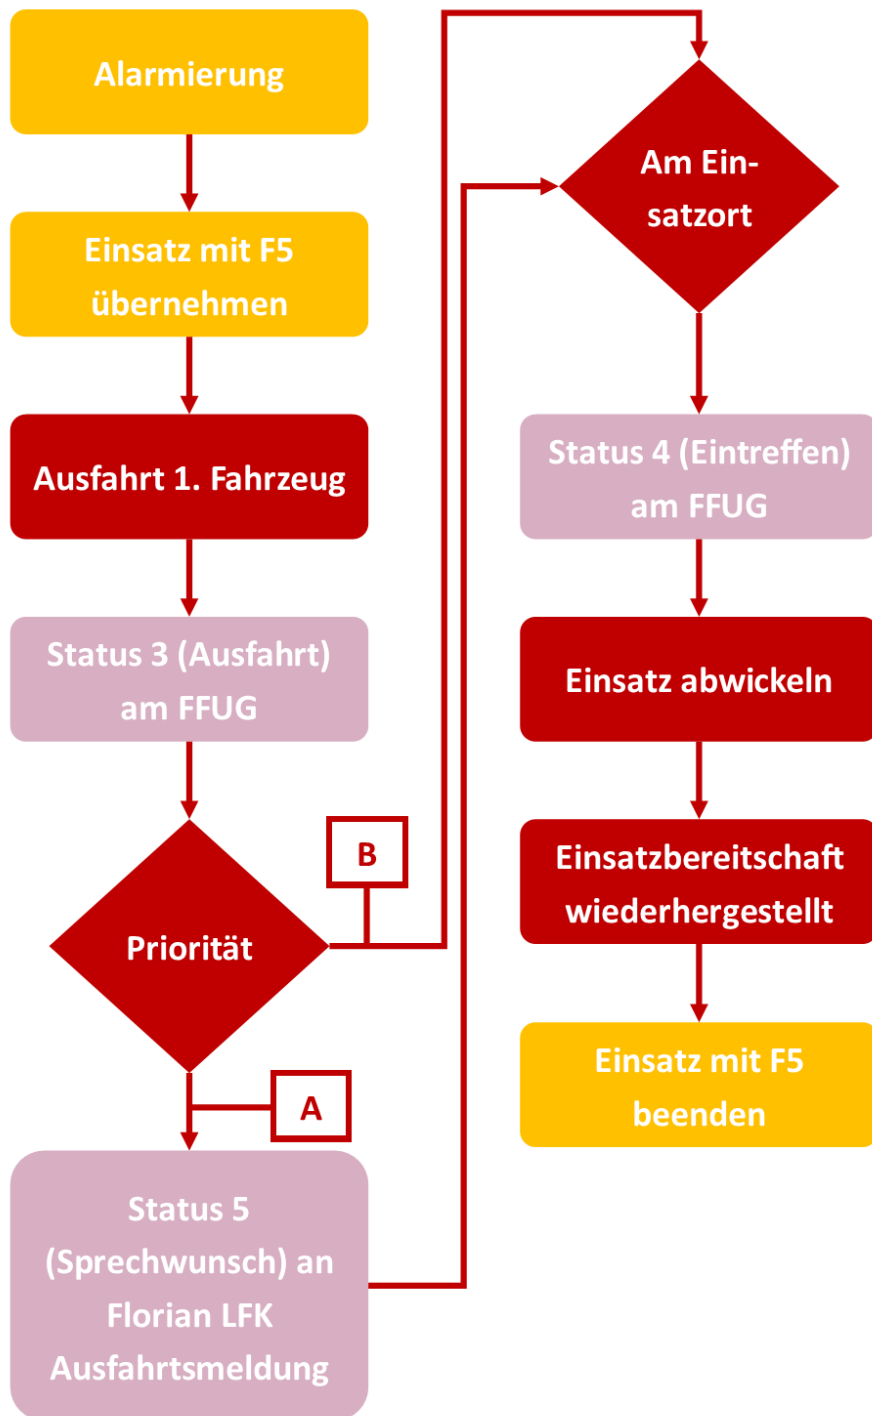 Alarmierung
Einsatz mit F5
übernehmen
Ausfahrt 1. Fahrzeug
Status 3 (Ausfahrt)
am FFUG
Priorität
B
A
Status 5
(Sprechwunsch) an
Florian LFK
Ausfahrtsmeldung
Am Ein-
satzort
Status 4 (Eintreffen)
am FFUG
Einsatz abwickeln
Einsatzbereitschaft
wiederhergestellt
Einsatz mit F5
beenden